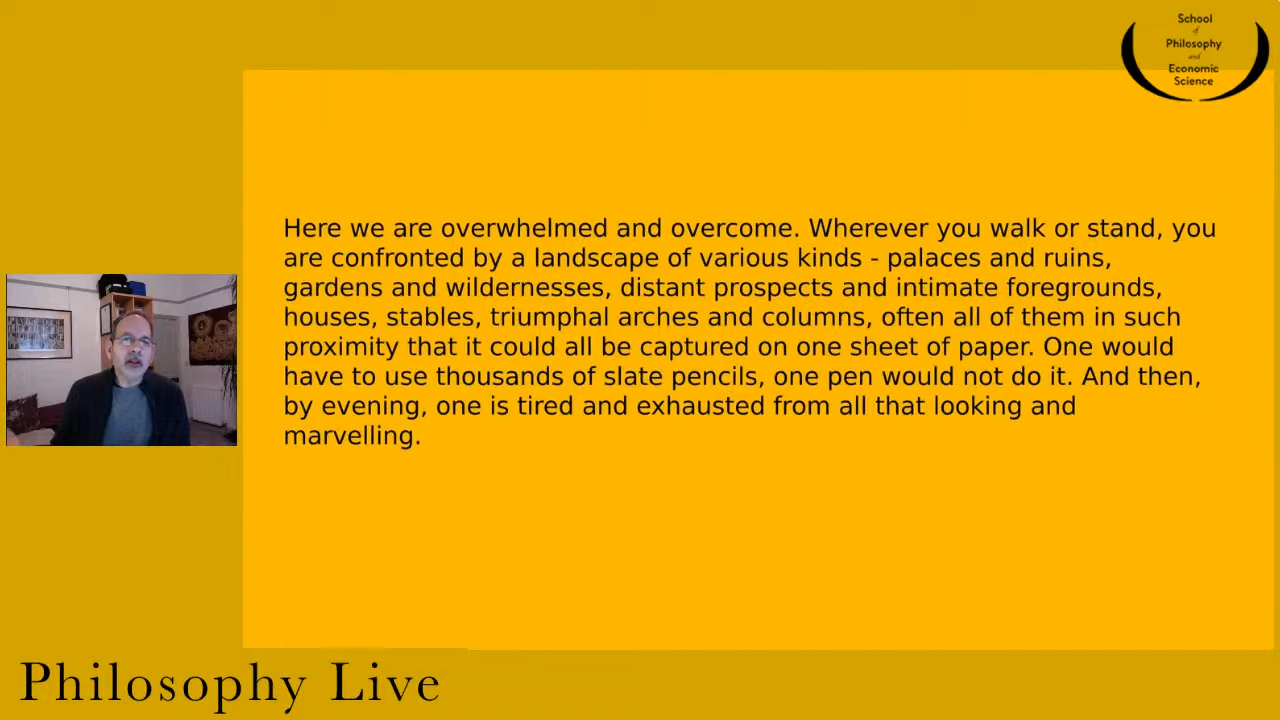 School
of
Philosophy
and
Economic
Science
Here we are overwhelmed and overcome. Wherever you walk or stand, you
are confronted by a landscape of various kinds - palaces and ruins,
gardens and wildernesses, distant prospects and intimate foregrounds,
houses, stables, triumphal arches and columns, often all of them in such
proximity that it could all be captured on one sheet of paper. One would
have to use thousands of slate pencils, one pen would not do it. And then,
by evening, one is tired and exhausted from all that looking and
marvelling.
Philosophy Live